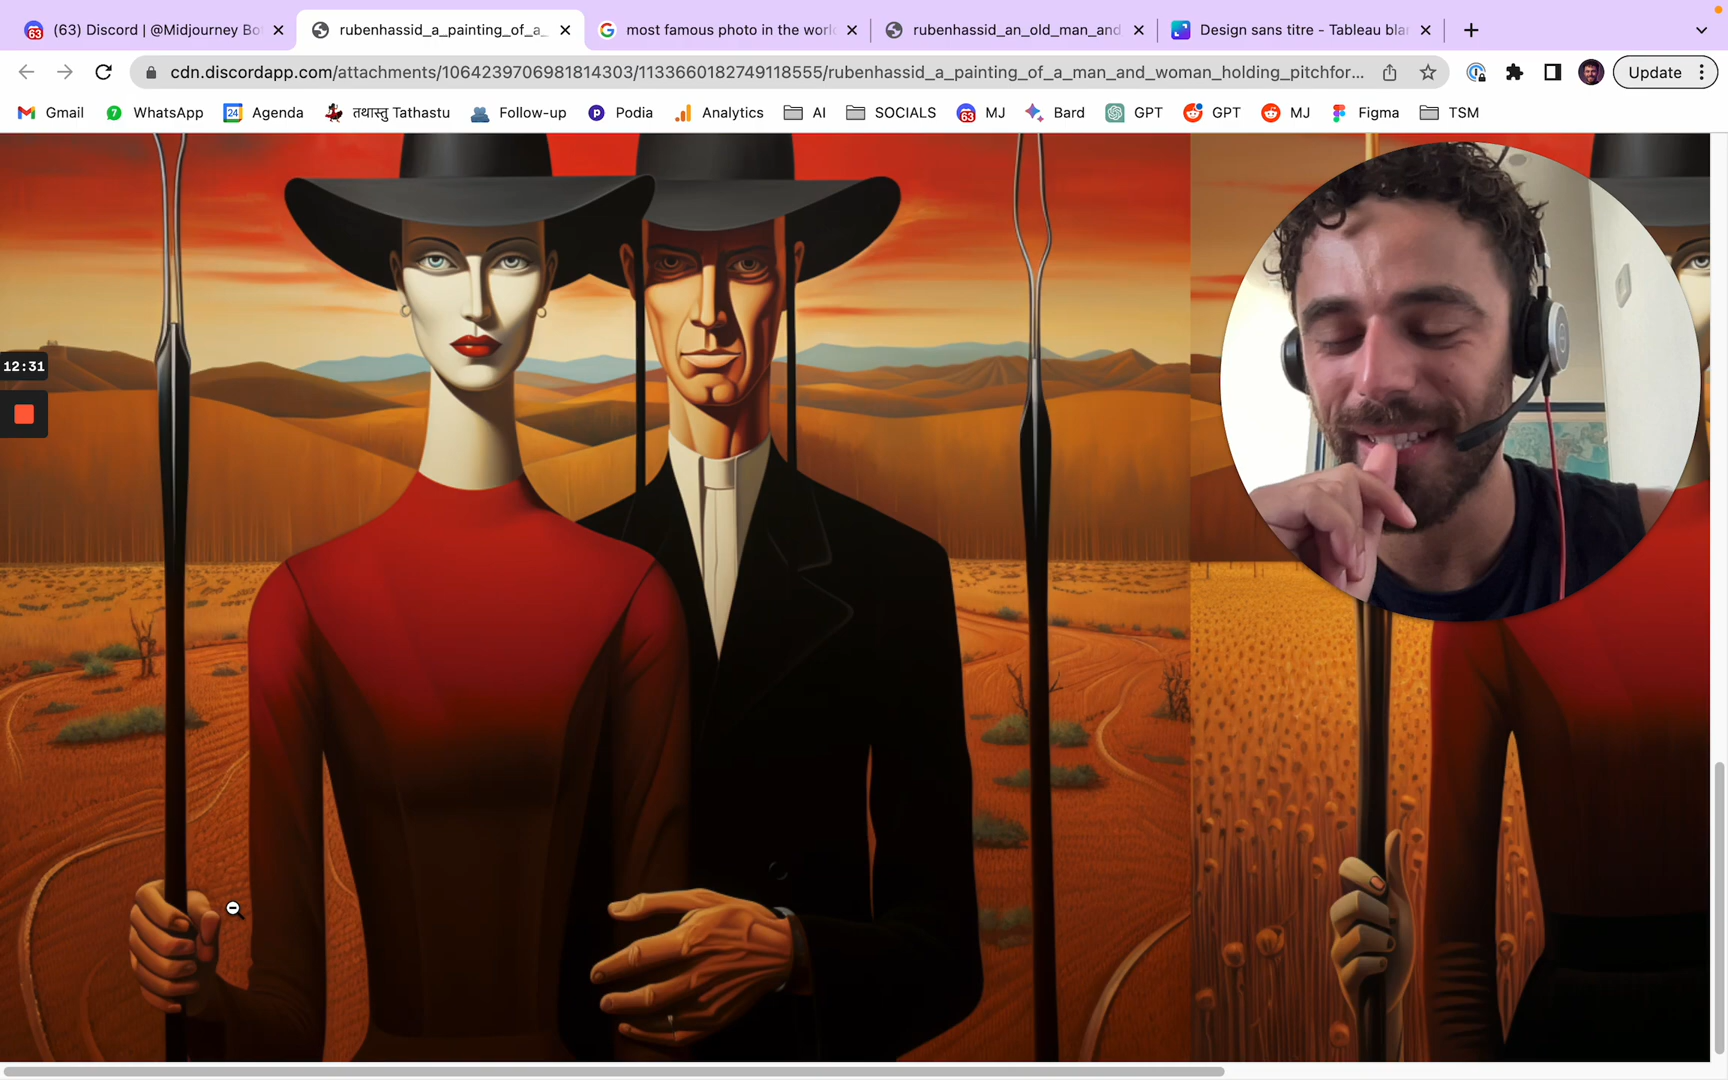 63 (63) Discord | @Midjourney Bo
rubenhassid_a_painting_of_a_
G most famous photo in the worl
rubenhassid_an_old_man_and
Design sans titre - Tableau bla
cdn.discordapp.com/attachments/1064239706981814303/1133660182749118555/rubenhassid_a_painting_of_a_man_and_woman_holding_pitchfor...
Update
Gmail
WhatsApp
24 Agenda
तथास्तु Tathastu
Follow-up
Podia
Analytics
AI
SOCIALS
63 MJ
Bard
GPT
GPT
MJ
Figma
TSM
12:31